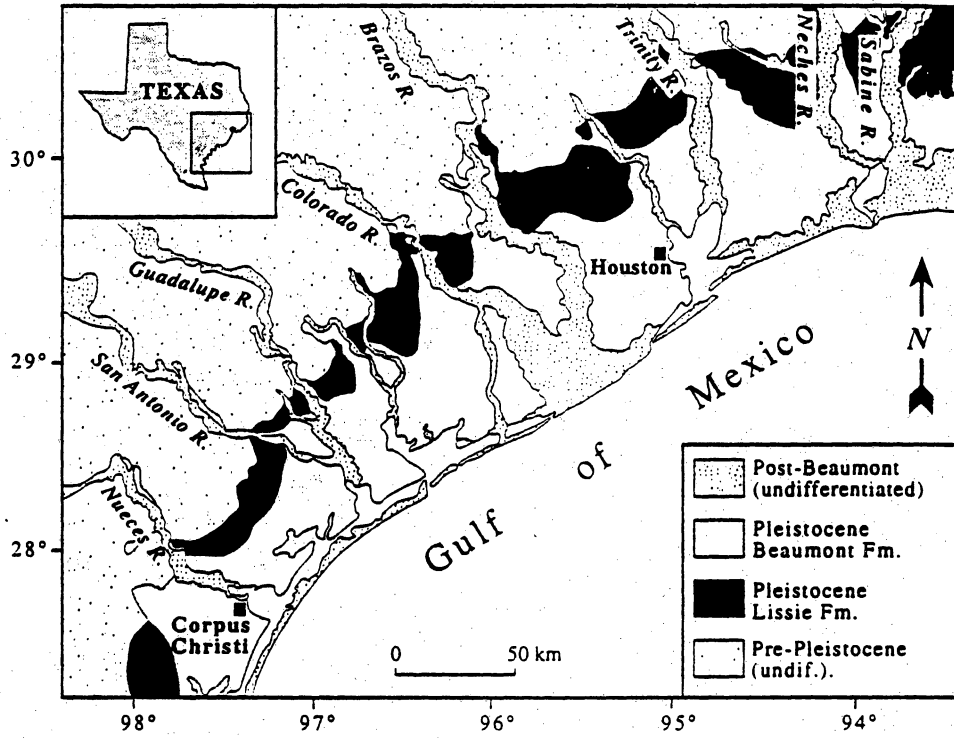 TEXAS
Brazos R.
Trinity R.
Neches R.
Sabine R.
Colorado R.
Guadalupe R.
San Antonio R.
Nueces R.
Houston
Corpus
Christi
Gulf of Mexico
N
0 50 km
Post-Beaumont
(undifferentiated)
Pleistocene
Beaumont Fm.
Pleistocene
Lissie Fm.
Pre-Pleistocene
(undif.).
30°
29°
28°
98° 97° 96° 95° 94°